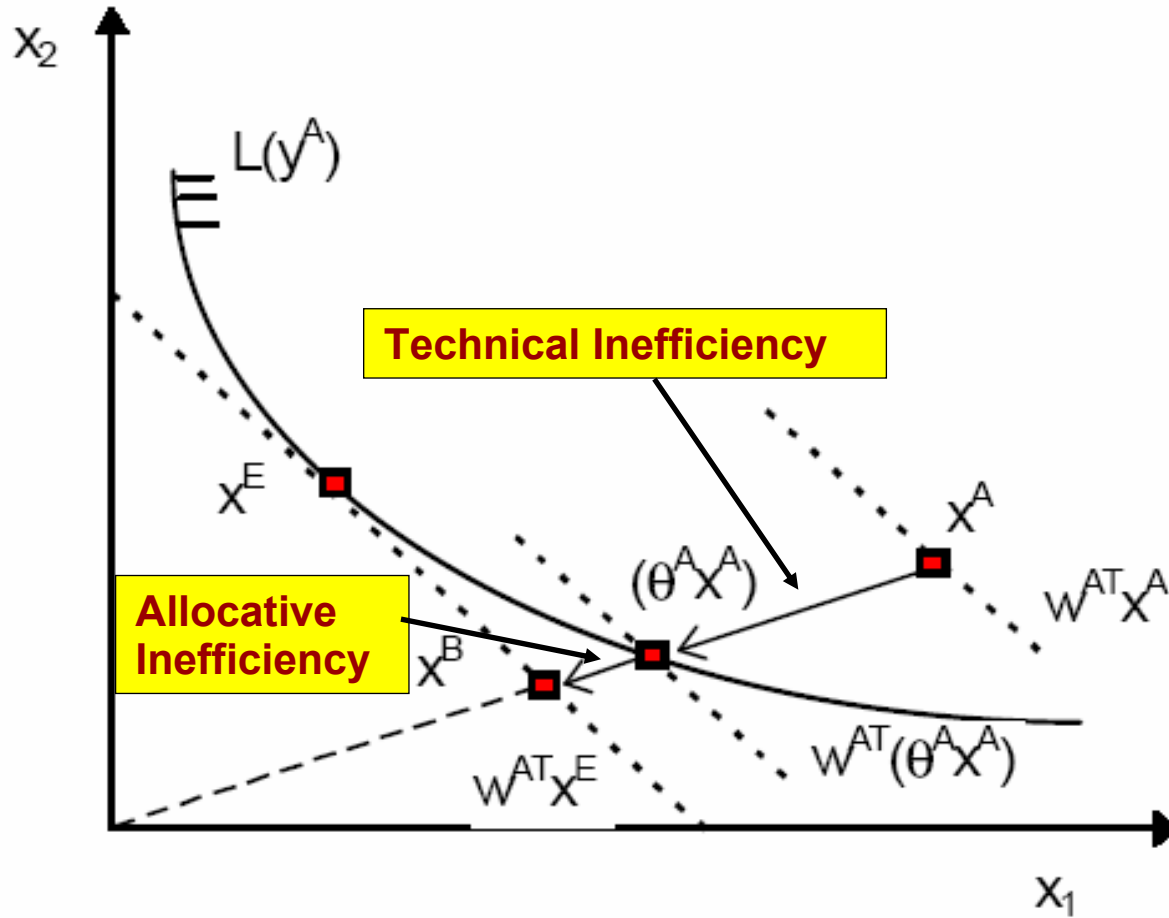 x₂
L(yᴬ)
Technical Inefficiency
xᴱ
xᴬ
(θᴬxᴬ)
wᴬᵀxᴬ
Allocative
Inefficiency
xᴮ
wᴬᵀ(θᴬxᴬ)
wᴬᵀxᴱ
x₁